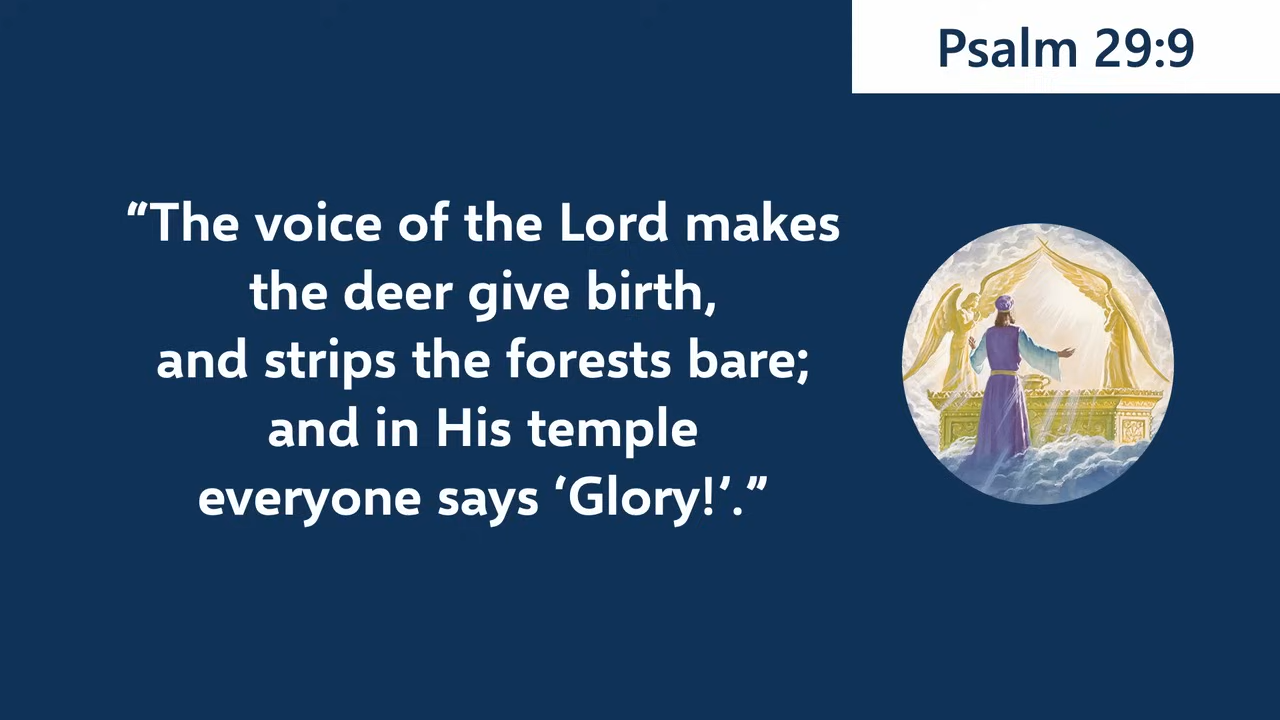 Psalm 29:9
“The voice of the Lord makes
the deer give birth,
and strips the forests bare;
and in His temple
everyone says ‘Glory!’.”